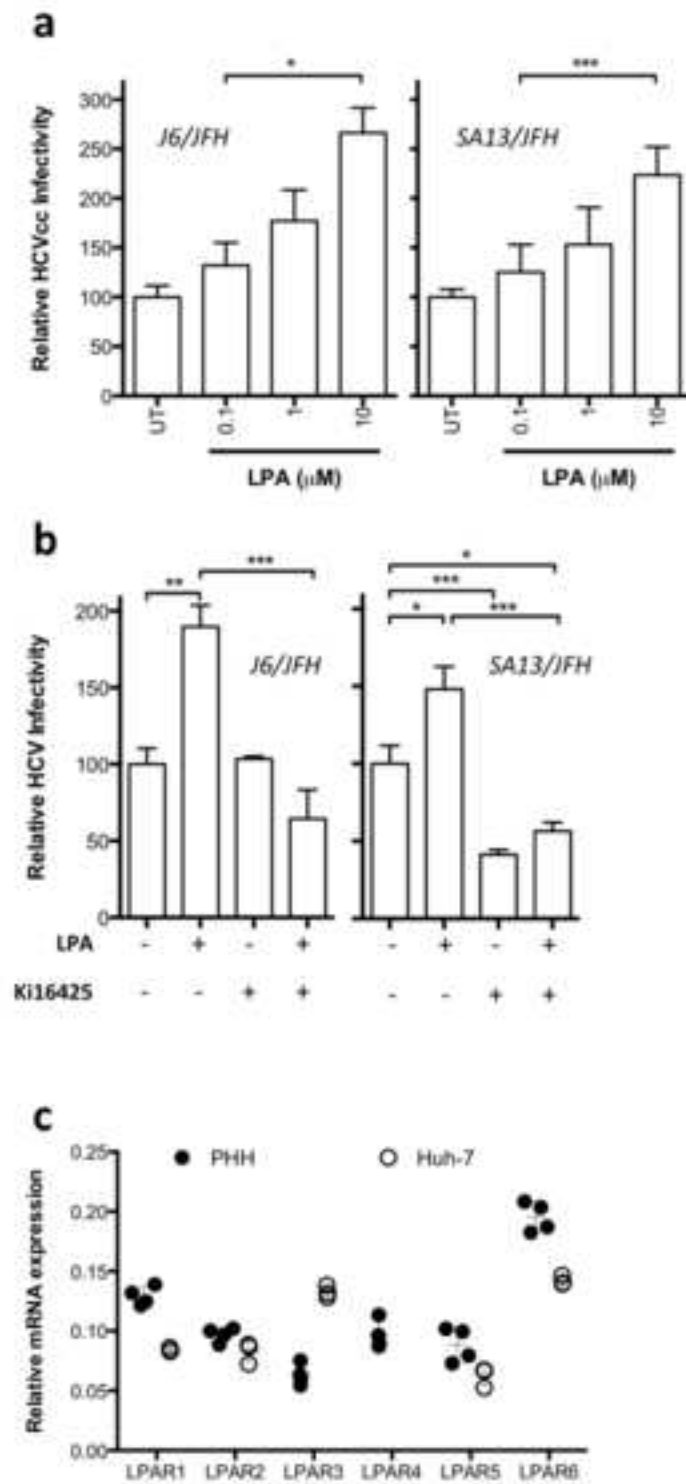 a
* ***
300
250
200
150
100
50
0
Relative HCVcc Infectivity
J6/JFH SA13/JFH
UT 0.1 1 10 UT 0.1 1 10
LPA (μM) LPA (μM)
b
** *** * *** * ***
200
150
100
50
0
Relative HCV Infectivity
J6/JFH SA13/JFH
LPA - + - + - + - +
Ki16425 - - + + - - + +
c
0.25
0.20
0.15
0.10
0.05
0.00
Relative mRNA expression
PHH Huh-7
LPAR1 LPAR2 LPAR3 LPAR4 LPAR5 LPAR6